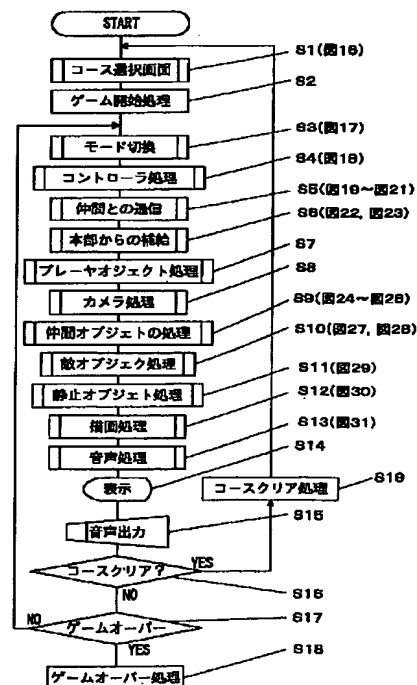 START
コース選択画面
S1(図16)
ゲーム開始処理
S2
モード切換
S3(図17)
コントローラ処理
S4(図18)
仲間との通信
S5(図19〜図21)
本部からの補給
S6(図22, 図23)
プレーヤオジェクト処理
S7
カメラ処理
S8
仲間オブジェトの処理
S9(図24〜図26)
敵オブジェク処理
S10(図27, 図28)
静止オブジェト処理
S11(図29)
描画処理
S12(図30)
音声処理
S13(図31)
表示
S14
コースクリア処理
S19
音声出力
S15
コースクリア?
YES
S16
NO
NO
ゲームオーバー
S17
YES
S18
ゲームオーバー処理